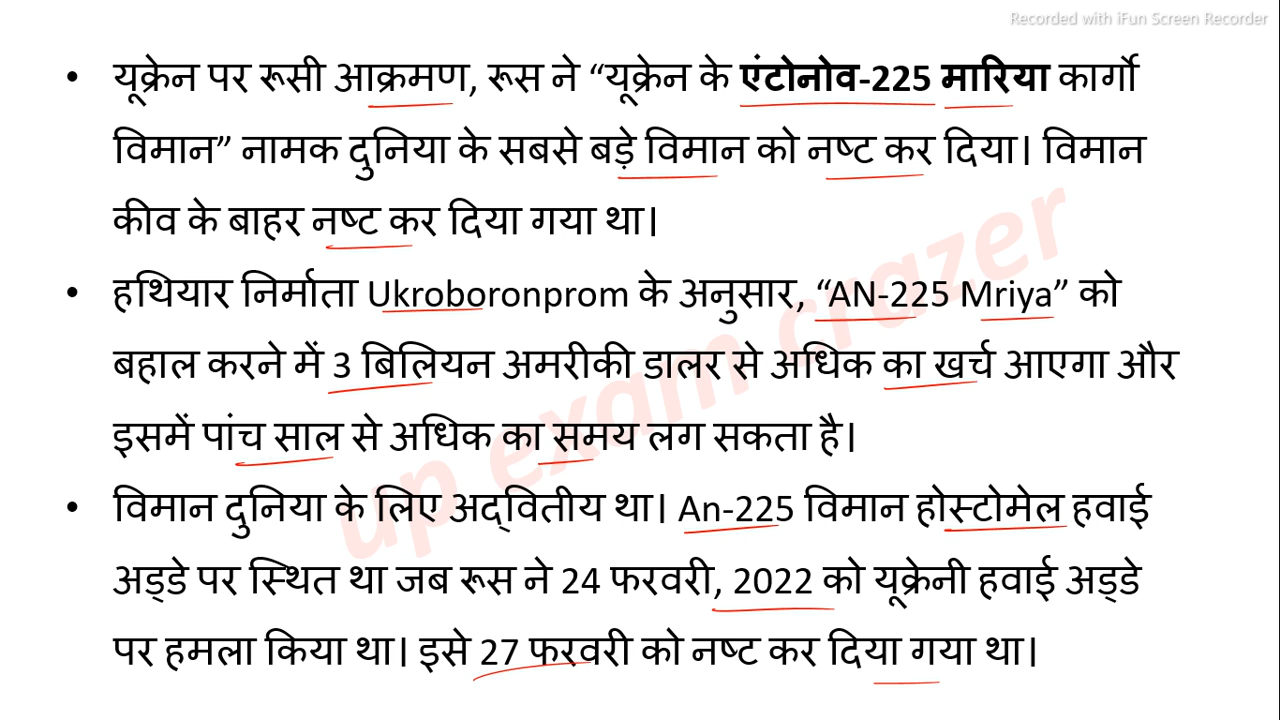 Recorded with iFun Screen Recorder
• यूक्रेन पर रूसी आक्रमण, रूस ने “यूक्रेन के एंटोनोव-225 मारिया कार्गो
विमान” नामक दुनिया के सबसे बड़े विमान को नष्ट कर दिया। विमान
कीव के बाहर नष्ट कर दिया गया था।
• हथियार निर्माता Ukroboronprom के अनुसार, “AN-225 Mriya” को
बहाल करने में 3 बिलियन अमरीकी डालर से अधिक का खर्च आएगा और
इसमें पांच साल से अधिक का समय लग सकता है।
• विमान दुनिया के लिए अद्वितीय था। An-225 विमान होस्टोमेल हवाई
अड्डे पर स्थित था जब रूस ने 24 फरवरी, 2022 को यूक्रेनी हवाई अड्डे
पर हमला किया था। इसे 27 फरवरी को नष्ट कर दिया गया था।
up exam crazer